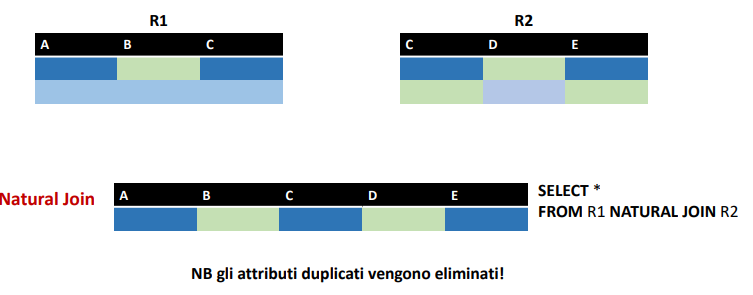 R1
R2
A B C
C D E
Natural Join
A B C D E
SELECT *
FROM R1 NATURAL JOIN R2
NB gli attributi duplicati vengono eliminati!